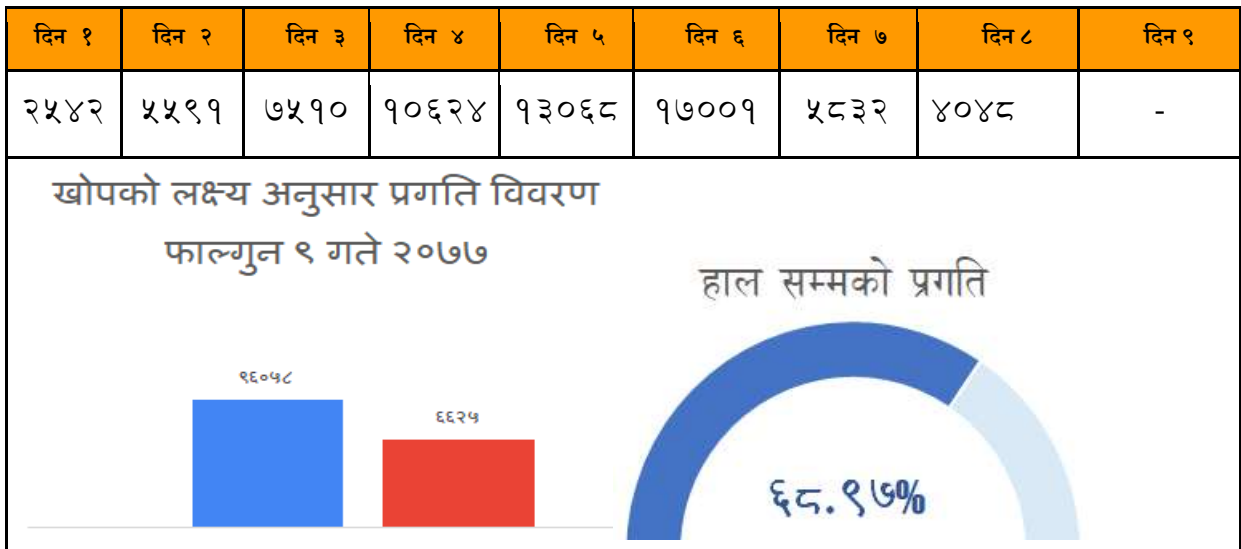 दिन १ दिन २ दिन ३ दिन ४ दिन ५ दिन ६ दिन ७ दिन ८ दिन ९
२५४२ ५५९१ ७५१० १०६२४ १३०६८ १७००१ ५८३२ ४०४८ -
खोपको लक्ष्य अनुसार प्रगति विवरण
फाल्गुन ९ गते २०७७
हाल सम्मको प्रगति
९६०५८
६६२५
६८.९७%